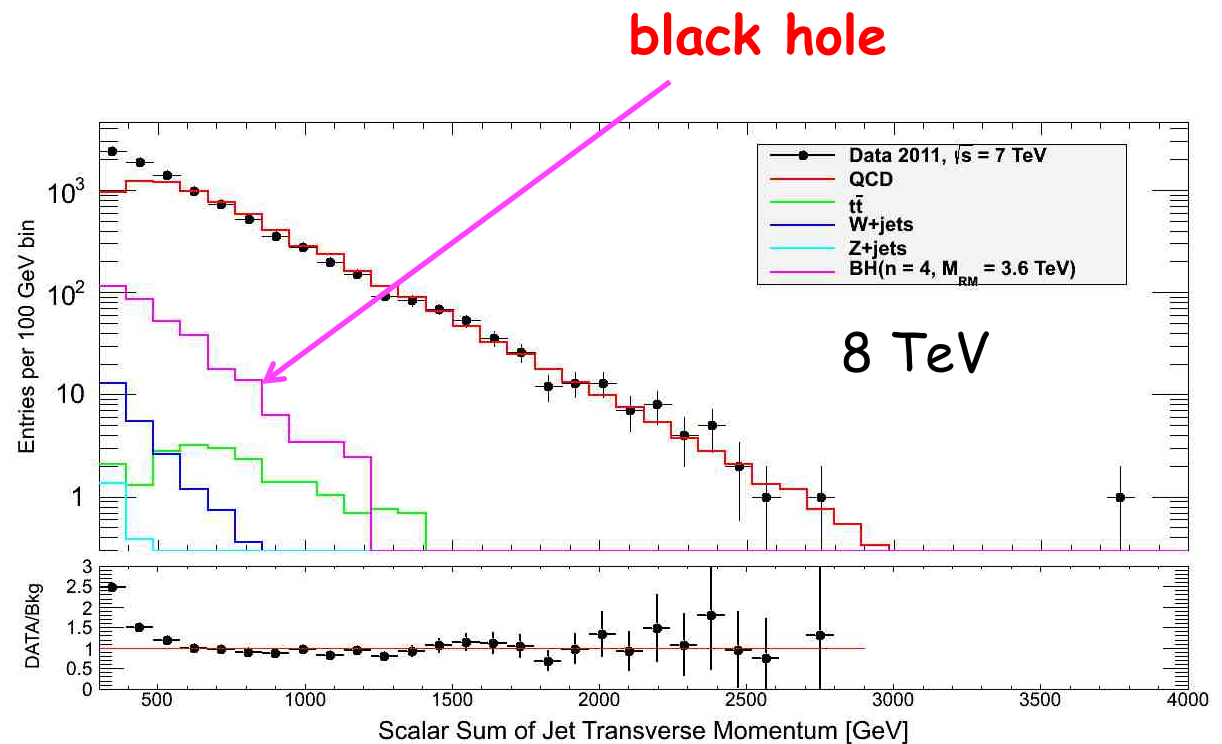 black hole
Data 2011, √s = 7 TeV
QCD
tt̄
W+jets
Z+jets
BH(n = 4, M_RM = 3.6 TeV)
8 TeV
Entries per 100 GeV bin
10³
10²
10
1
DATA/Bkg
3
2.5
2
1.5
1
0.5
0
500 1000 1500 2000 2500 3000 3500 4000
Scalar Sum of Jet Transverse Momentum [GeV]